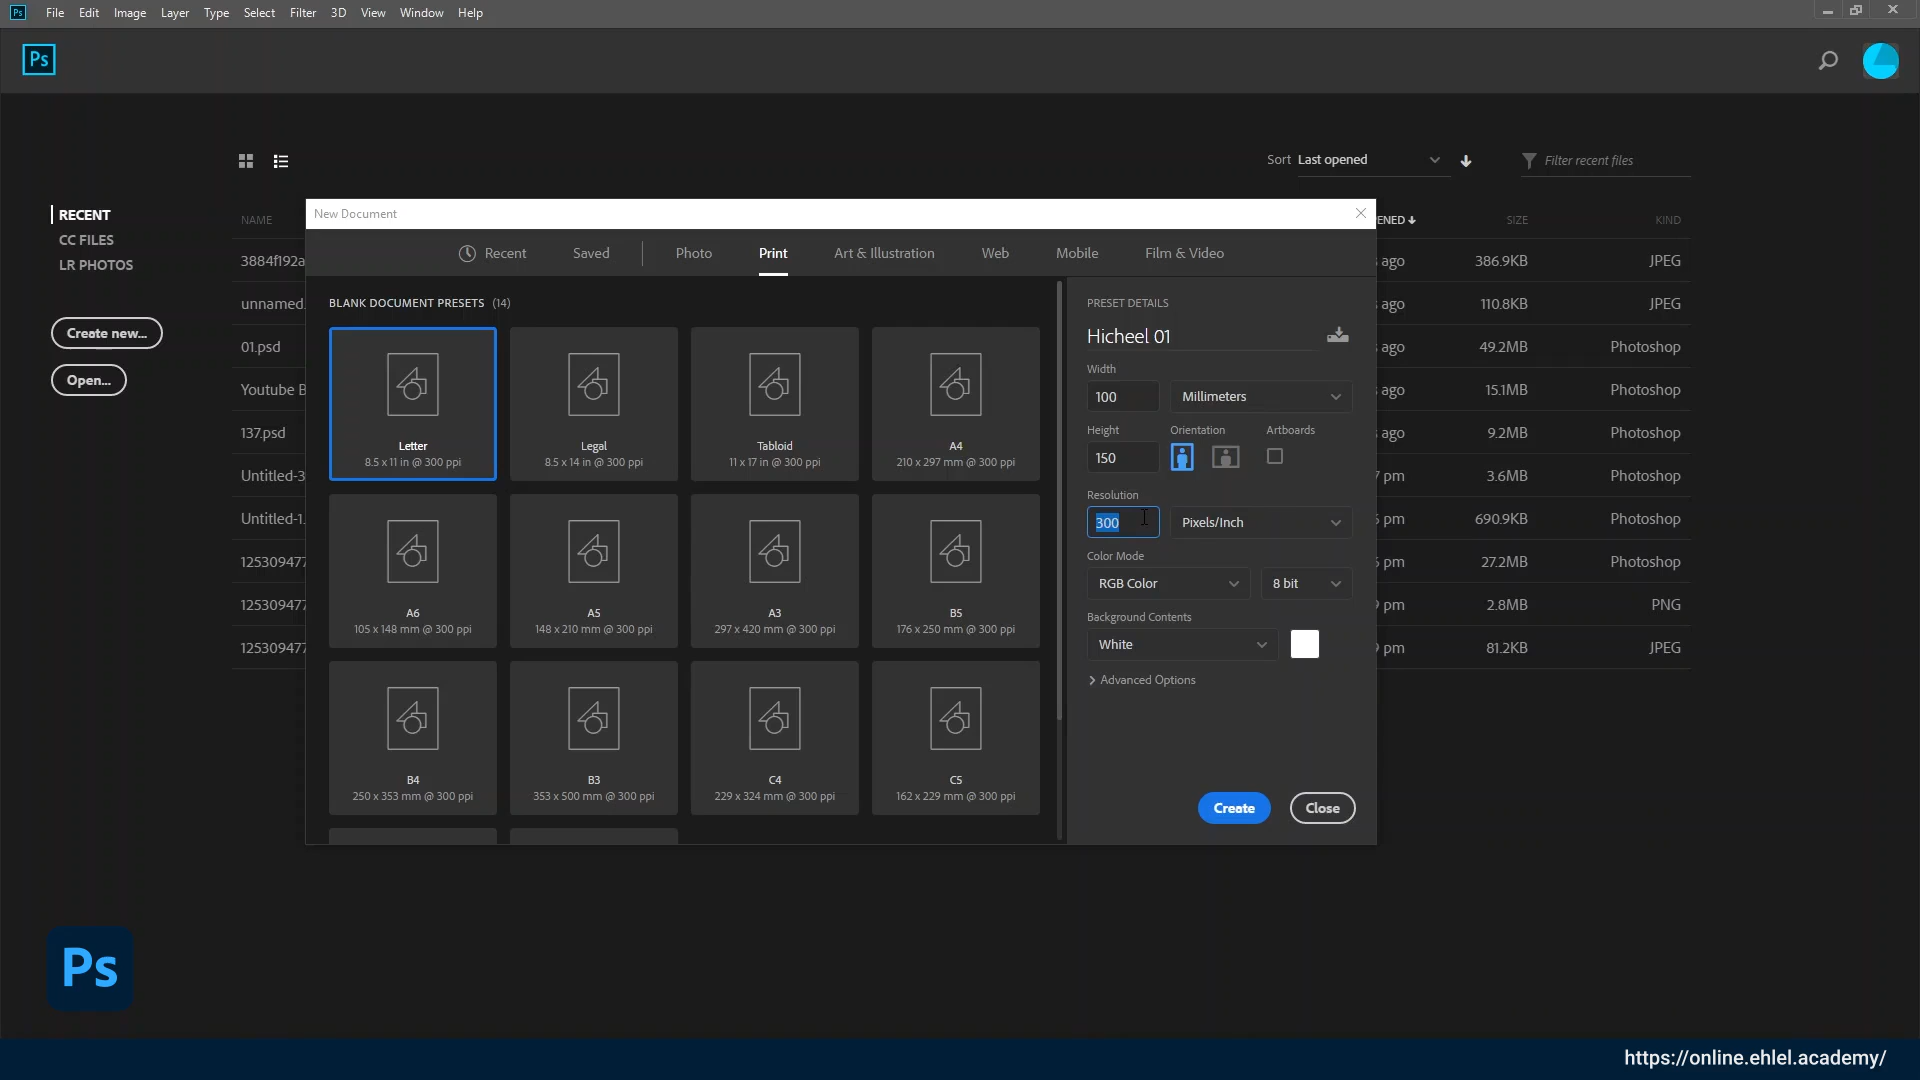 Ps File Edit Image Layer Type Select Filter 3D View Window Help
Ps
Sort Last opened Filter recent files
RECENT
CC FILES
LR PHOTOS
Create new...
Open...
NAME ENED SIZE KIND
3884f192a s ago 386.9KB JPEG
unnamed. s ago 110.8KB JPEG
01.psd s ago 49.2MB Photoshop
Youtube B s ago 15.1MB Photoshop
137.psd s ago 9.2MB Photoshop
Untitled-3 7 pm 3.6MB Photoshop
Untitled-1. 5 pm 690.9KB Photoshop
125309477 5 pm 27.2MB Photoshop
125309477 9 pm 2.8MB PNG
125309477 9 pm 81.2KB JPEG
New Document
Recent Saved Photo Print Art & Illustration Web Mobile Film & Video
BLANK DOCUMENT PRESETS (14)
Letter
8.5 x 11 in @ 300 ppi
Legal
8.5 x 14 in @ 300 ppi
Tabloid
11 x 17 in @ 300 ppi
A4
210 x 297 mm @ 300 ppi
A6
105 x 148 mm @ 300 ppi
A5
148 x 210 mm @ 300 ppi
A3
297 x 420 mm @ 300 ppi
B5
176 x 250 mm @ 300 ppi
B4
250 x 353 mm @ 300 ppi
B3
353 x 500 mm @ 300 ppi
C4
229 x 324 mm @ 300 ppi
C5
162 x 229 mm @ 300 ppi
PRESET DETAILS
Hicheel 01
Width
100 Millimeters
Height Orientation Artboards
150
Resolution
300 Pixels/Inch
Color Mode
RGB Color 8 bit
Background Contents
White
Advanced Options
Create Close
Ps
https://online.ehlel.academy/